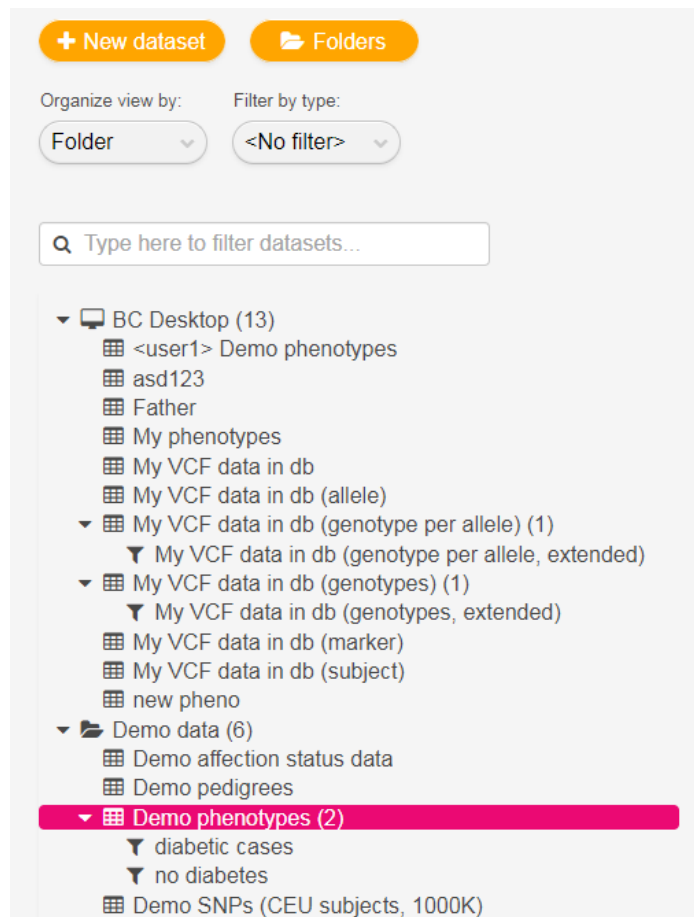 New dataset Folders
Organize view by: Filter by type:
Folder <No filter>
Type here to filter datasets...
BC Desktop (13)
<user1> Demo phenotypes
asd123
Father
My phenotypes
My VCF data in db
My VCF data in db (allele)
My VCF data in db (genotype per allele) (1)
My VCF data in db (genotype per allele, extended)
My VCF data in db (genotypes) (1)
My VCF data in db (genotypes, extended)
My VCF data in db (marker)
My VCF data in db (subject)
new pheno
Demo data (6)
Demo affection status data
Demo pedigrees
Demo phenotypes (2)
diabetic cases
no diabetes
Demo SNPs (CEU subjects, 1000K)